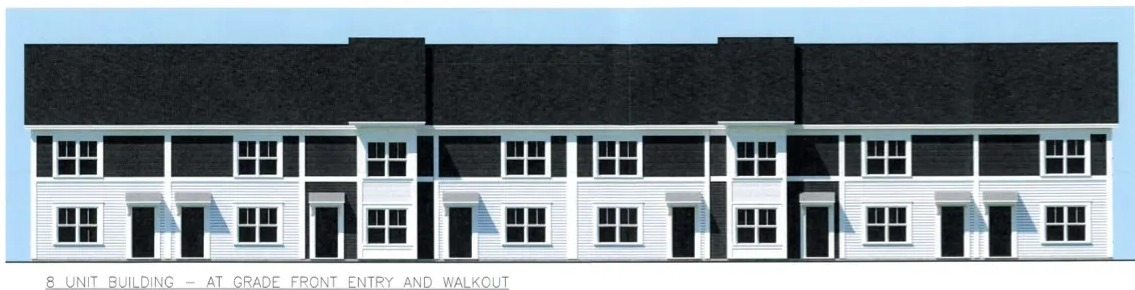 8 UNIT BUILDING – AT GRADE FRONT ENTRY AND WALKOUT